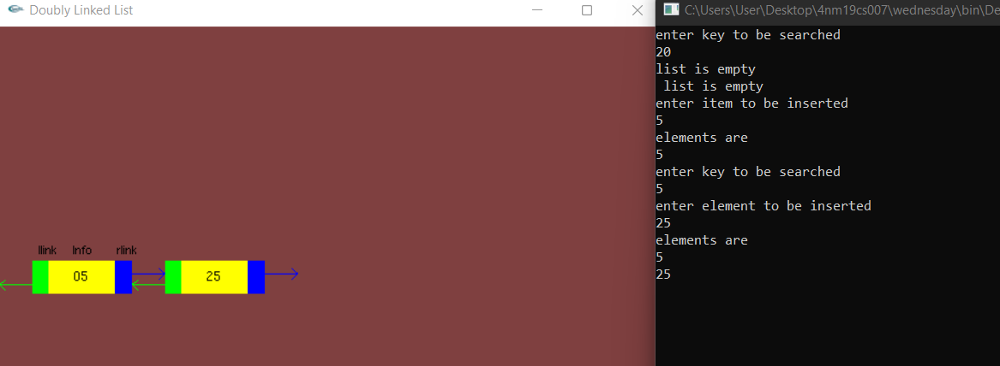 Doubly Linked List
llink Info rlink
05 25
C:\Users\User\Desktop\4nm19cs007\wednesday\bin\De
enter key to be searched
20
list is empty
 list is empty
enter item to be inserted
5
elements are
5
enter key to be searched
5
enter element to be inserted
25
elements are
5
25